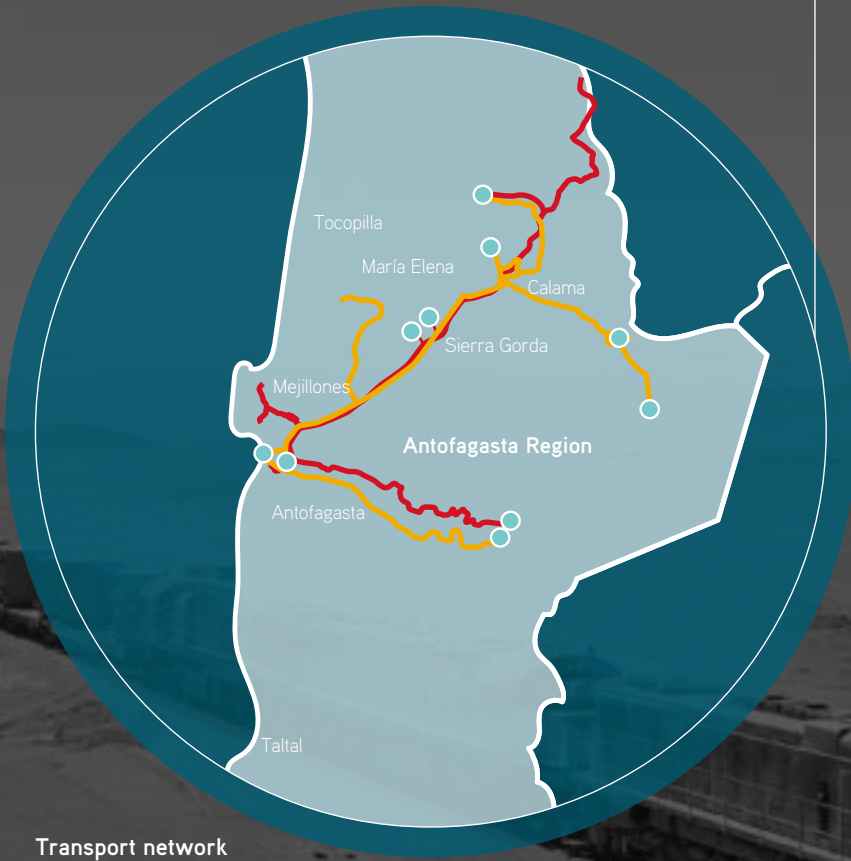 Tocopilla
María Elena
Calama
Sierra Gorda
Mejillones
Antofagasta Region
Antofagasta
Taltal
Transport network